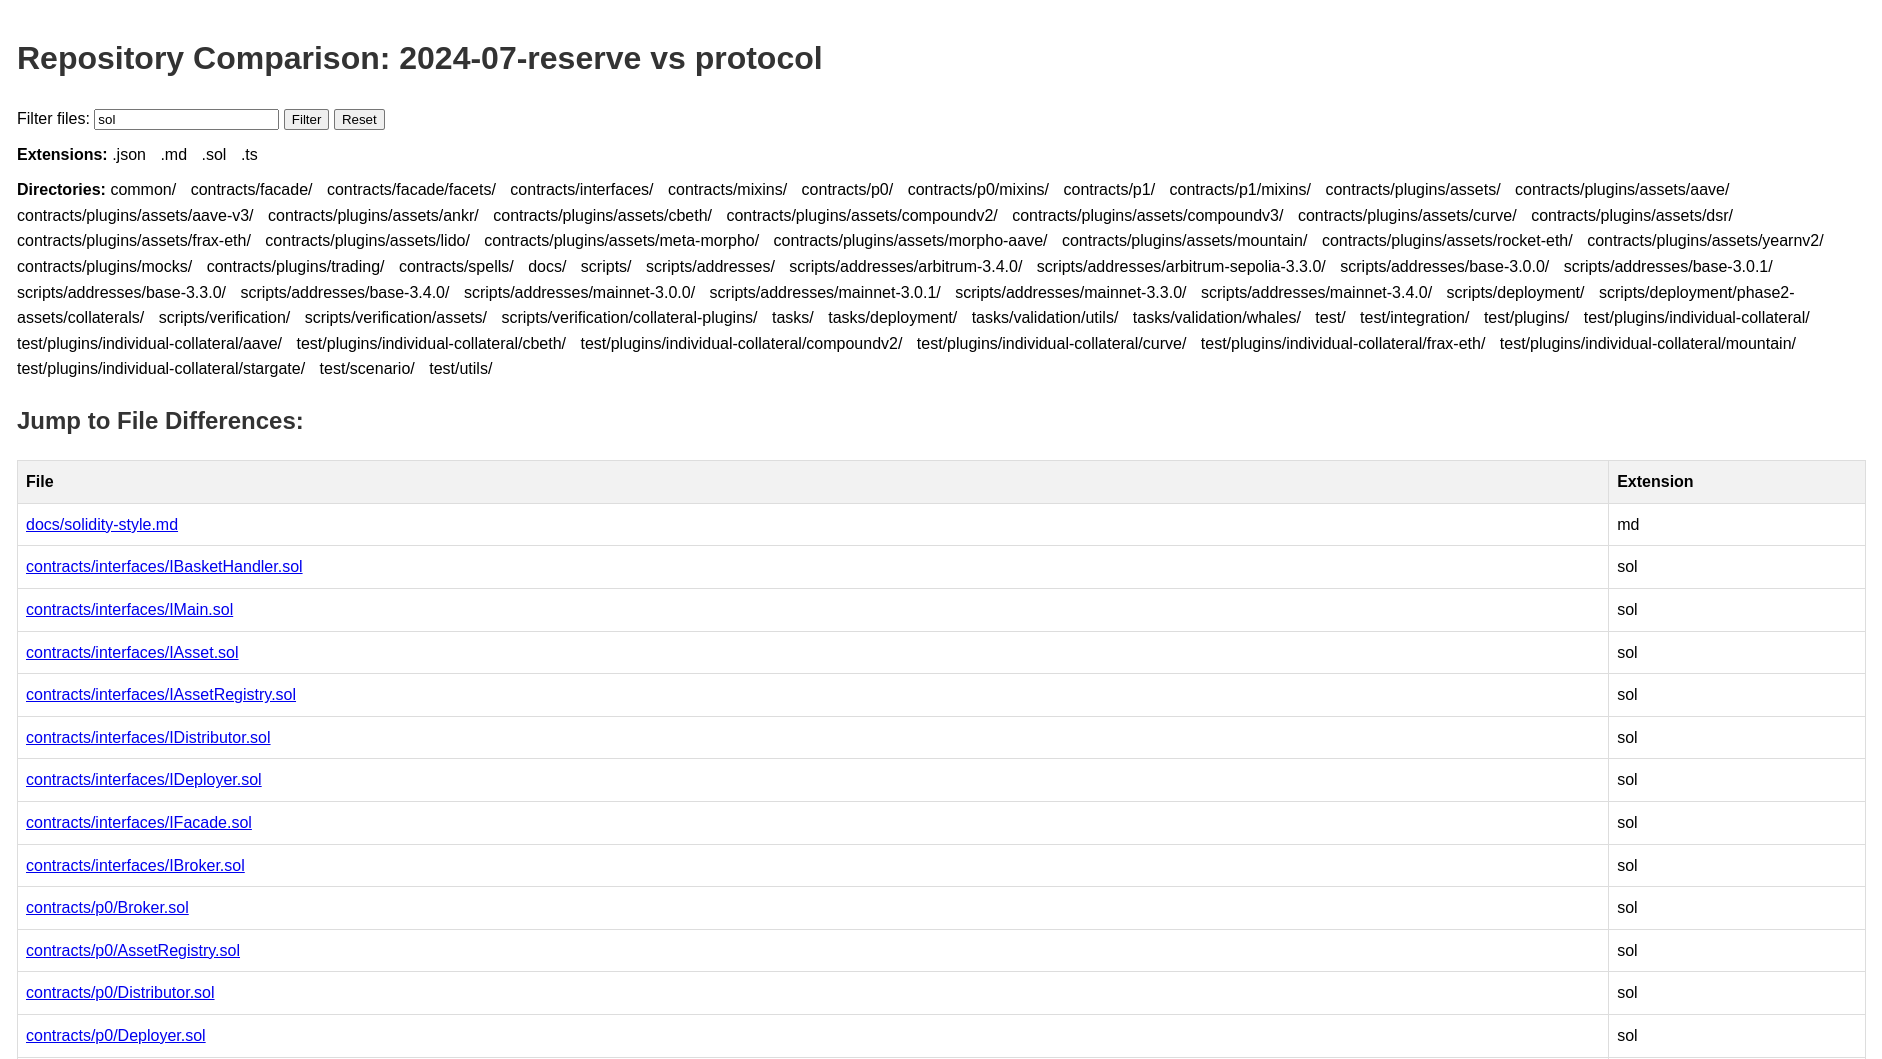 Repository Comparison: 2024-07-reserve vs protocol
Filter files: sol Filter Reset
Extensions: .json .md .sol .ts
Directories: common/ contracts/facade/ contracts/facade/facets/ contracts/interfaces/ contracts/mixins/ contracts/p0/ contracts/p0/mixins/ contracts/p1/ contracts/p1/mixins/ contracts/plugins/assets/ contracts/plugins/assets/aave/
contracts/plugins/assets/aave-v3/ contracts/plugins/assets/ankr/ contracts/plugins/assets/cbeth/ contracts/plugins/assets/compoundv2/ contracts/plugins/assets/compoundv3/ contracts/plugins/assets/curve/ contracts/plugins/assets/dsr/
contracts/plugins/assets/frax-eth/ contracts/plugins/assets/lido/ contracts/plugins/assets/meta-morpho/ contracts/plugins/assets/morpho-aave/ contracts/plugins/assets/mountain/ contracts/plugins/assets/rocket-eth/ contracts/plugins/assets/yearnv2/
contracts/plugins/mocks/ contracts/plugins/trading/ contracts/spells/ docs/ scripts/ scripts/addresses/ scripts/addresses/arbitrum-3.4.0/ scripts/addresses/arbitrum-sepolia-3.3.0/ scripts/addresses/base-3.0.0/ scripts/addresses/base-3.0.1/
scripts/addresses/base-3.3.0/ scripts/addresses/base-3.4.0/ scripts/addresses/mainnet-3.0.0/ scripts/addresses/mainnet-3.0.1/ scripts/addresses/mainnet-3.3.0/ scripts/addresses/mainnet-3.4.0/ scripts/deployment/ scripts/deployment/phase2-
assets/collaterals/ scripts/verification/ scripts/verification/assets/ scripts/verification/collateral-plugins/ tasks/ tasks/deployment/ tasks/validation/utils/ tasks/validation/whales/ test/ test/integration/ test/plugins/ test/plugins/individual-collateral/
test/plugins/individual-collateral/aave/ test/plugins/individual-collateral/cbeth/ test/plugins/individual-collateral/compoundv2/ test/plugins/individual-collateral/curve/ test/plugins/individual-collateral/frax-eth/ test/plugins/individual-collateral/mountain/
test/plugins/individual-collateral/stargate/ test/scenario/ test/utils/
Jump to File Differences:
File Extension
docs/solidity-style.md md
contracts/interfaces/IBasketHandler.sol sol
contracts/interfaces/IMain.sol sol
contracts/interfaces/IAsset.sol sol
contracts/interfaces/IAssetRegistry.sol sol
contracts/interfaces/IDistributor.sol sol
contracts/interfaces/IDeployer.sol sol
contracts/interfaces/IFacade.sol sol
contracts/interfaces/IBroker.sol sol
contracts/p0/Broker.sol sol
contracts/p0/AssetRegistry.sol sol
contracts/p0/Distributor.sol sol
contracts/p0/Deployer.sol sol